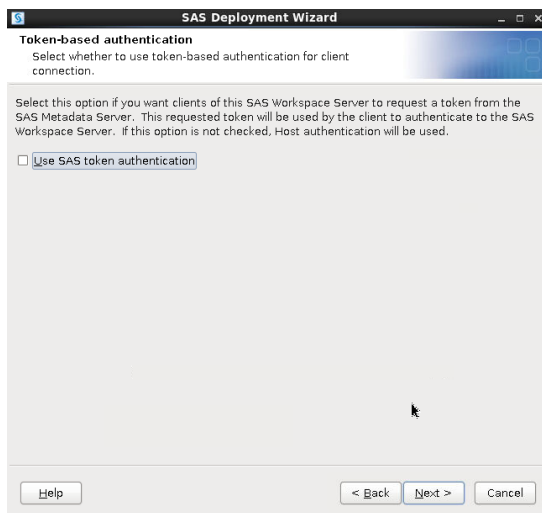 SAS Deployment Wizard
Token-based authentication
Select whether to use token-based authentication for client
connection.
Select this option if you want clients of this SAS Workspace Server to request a token from the
SAS Metadata Server. This requested token will be used by the client to authenticate to the SAS
Workspace Server. If this option is not checked, Host authentication will be used.
Use SAS token authentication
Help
< Back
Next >
Cancel